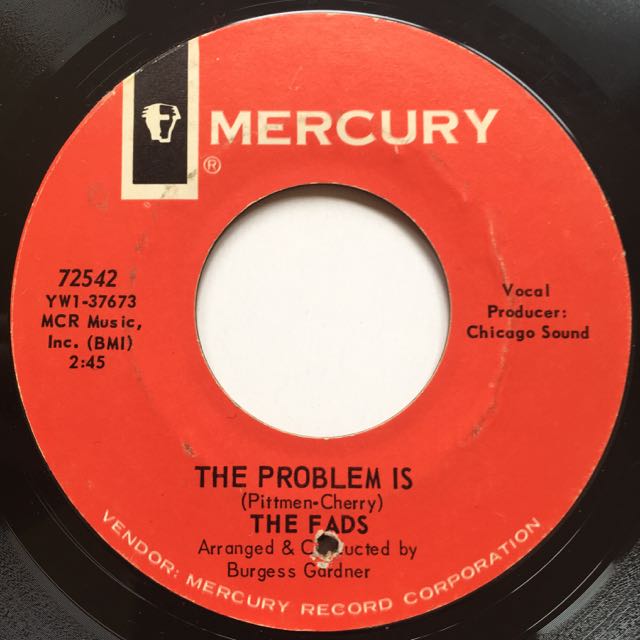 MERCURY
®
72542
YW1-37673
MCR Music,
Inc. (BMI)
2:45
Vocal
Producer:
Chicago Sound
THE PROBLEM IS
(Pittmen-Cherry)
THE FADS
Arranged & by
Burgess Gardner
VENDOR: MERCURY RECORD CORPORATION